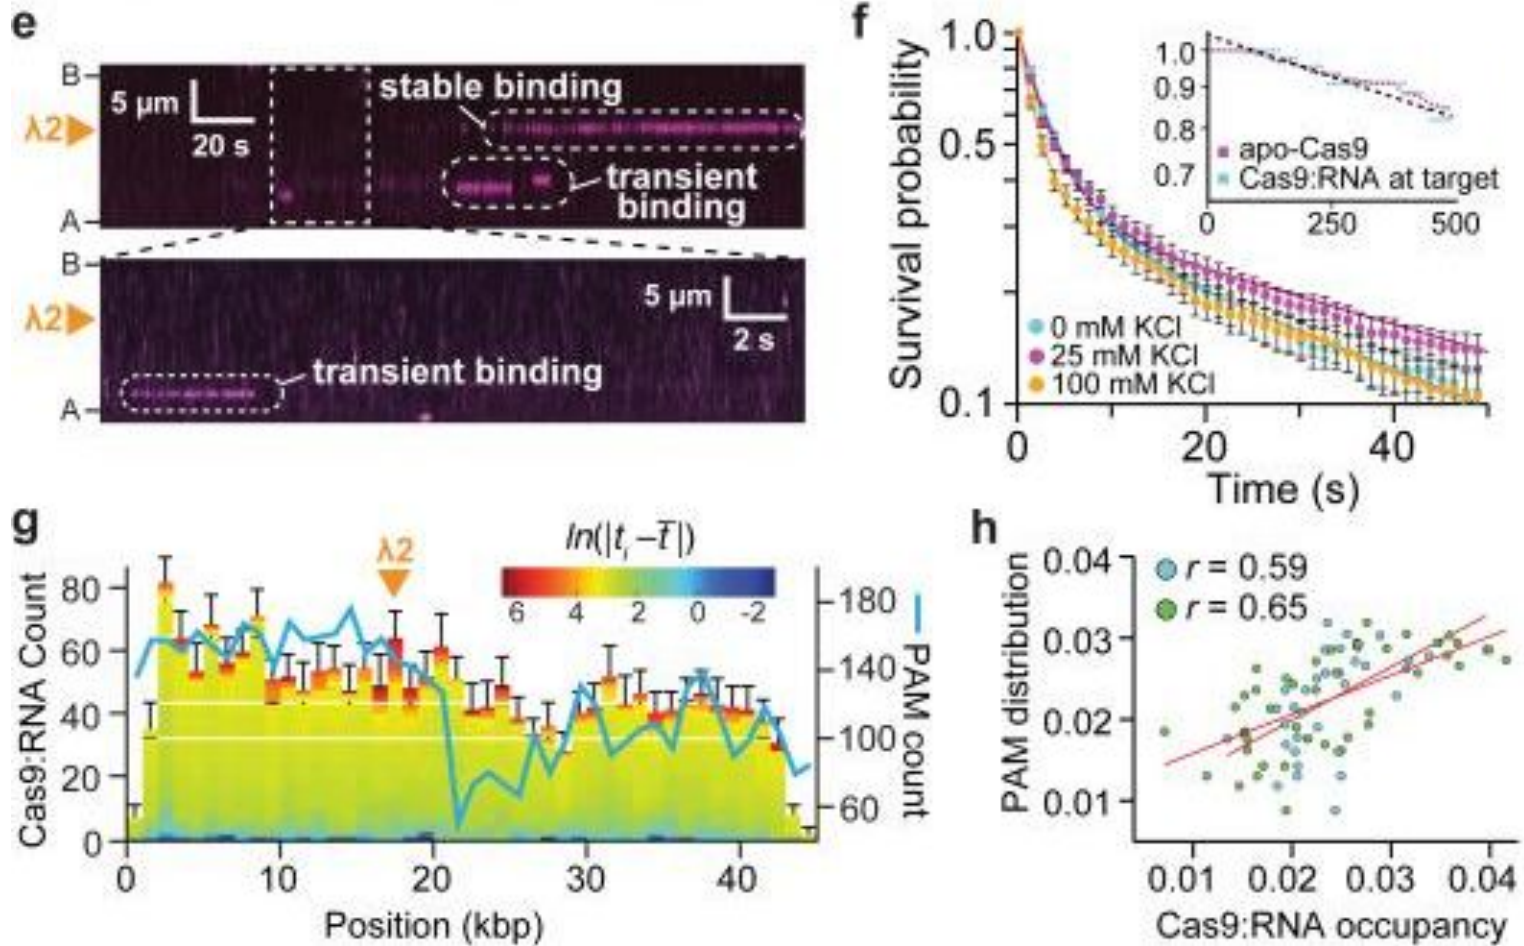 e
B
5 µm
20 s
λ2
stable binding
transient
binding
A
B
5 µm
2 s
λ2
transient binding
A
f
Survival probability
1.0
0.5
0.1
0 mM KCl
25 mM KCl
100 mM KCl
0 20 40
Time (s)
1.0
0.9
0.8
0.7
apo-Cas9
Cas9:RNA at target
0 250 500
g
Cas9:RNA Count
80
60
40
20
0
λ2
ln(|tᵢ – t̅|)
6 4 2 0 -2
180
140
100
60
PAM count
0 10 20 30 40
Position (kbp)
h
PAM distribution
0.04
0.03
0.02
0.01
r = 0.59
r = 0.65
0.01 0.02 0.03 0.04
Cas9:RNA occupancy